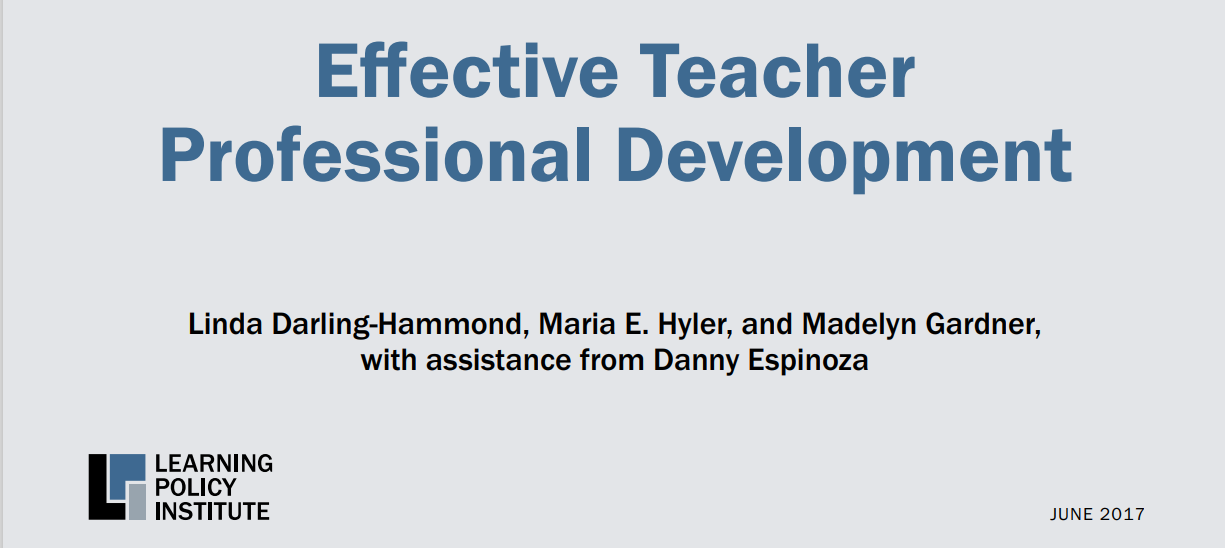 Effective Teacher
Professional Development
Linda Darling-Hammond, Maria E. Hyler, and Madelyn Gardner,
with assistance from Danny Espinoza
LEARNING
POLICY
INSTITUTE
JUNE 2017